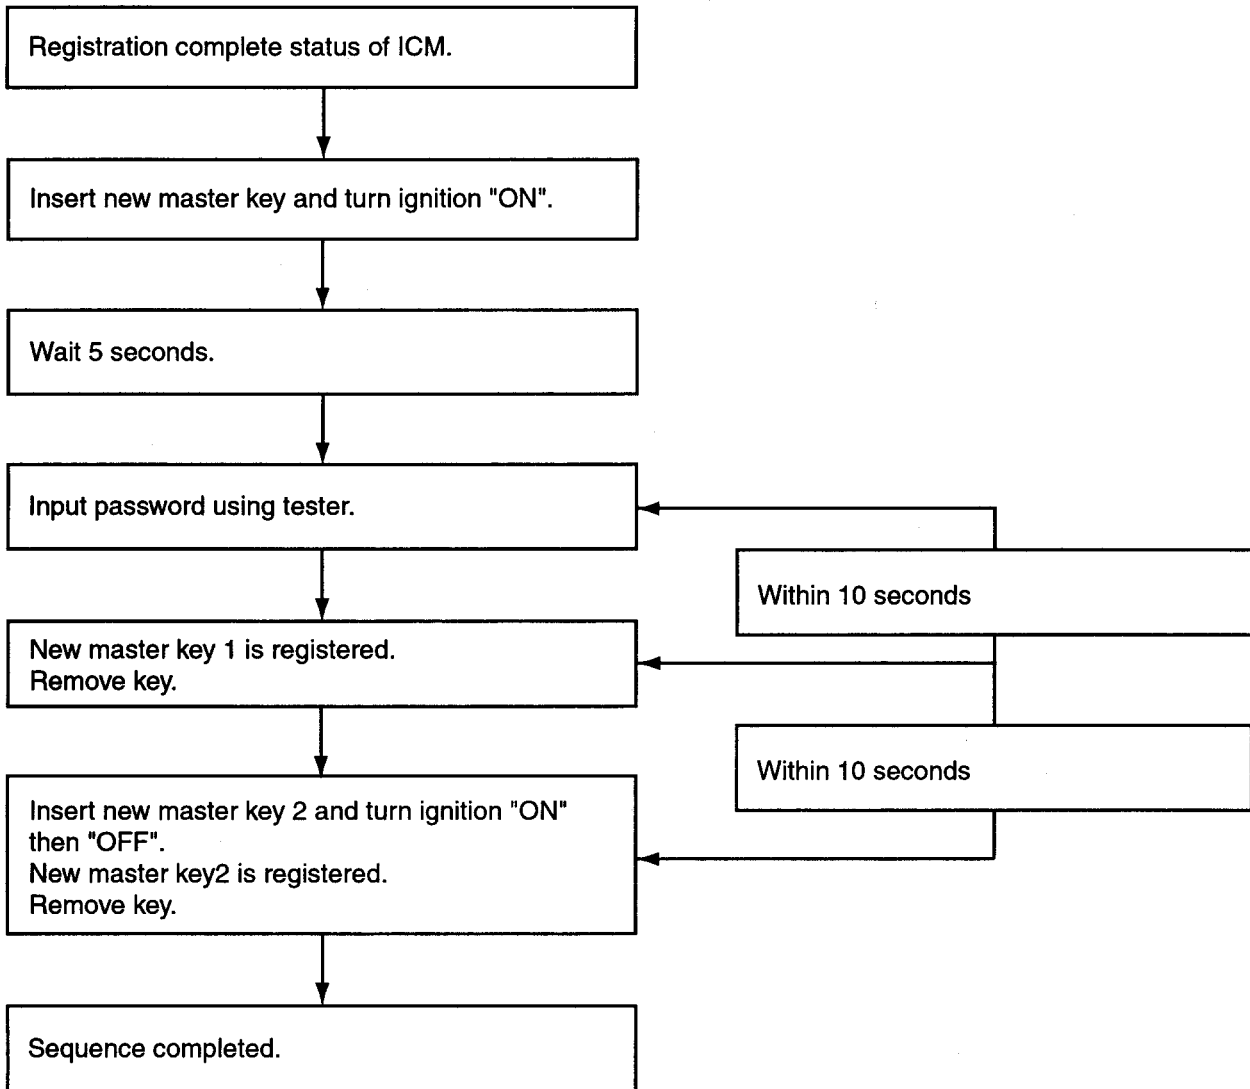 Registration complete status of ICM.
Insert new master key and turn ignition "ON".
Wait 5 seconds.
Input password using tester.
Within 10 seconds
New master key 1 is registered.
Remove key.
Within 10 seconds
Insert new master key 2 and turn ignition "ON"
then "OFF".
New master key2 is registered.
Remove key.
Sequence completed.